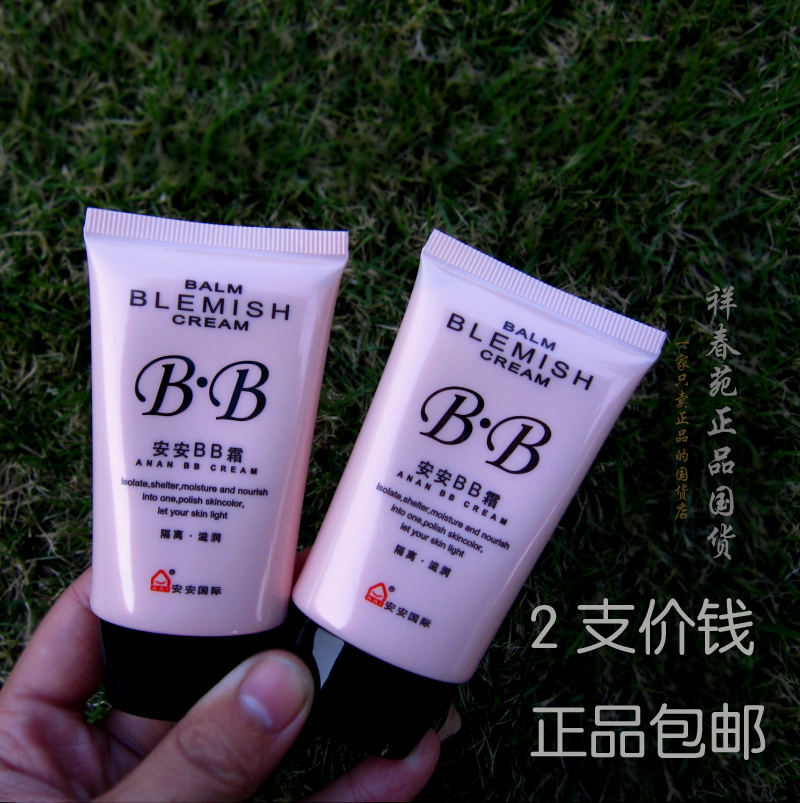 BALM
BLEMISH
CREAM
B·B
安安BB霜
ANAN BB CREAM
Isolate,shelter,moisture and nourish
into one,polish skincolor,
let your skin light
隔离·滋润
安安国际
BALM
BLEMISH
CREAM
B·B
安安BB霜
ANAN BB CREAM
Isolate,shelter,moisture and nourish
into one,polish skincolor,
let your skin light
隔离·滋润
安安国际
祥春苑正品国货
一家只卖正品的国货店
2支价钱
正品包邮